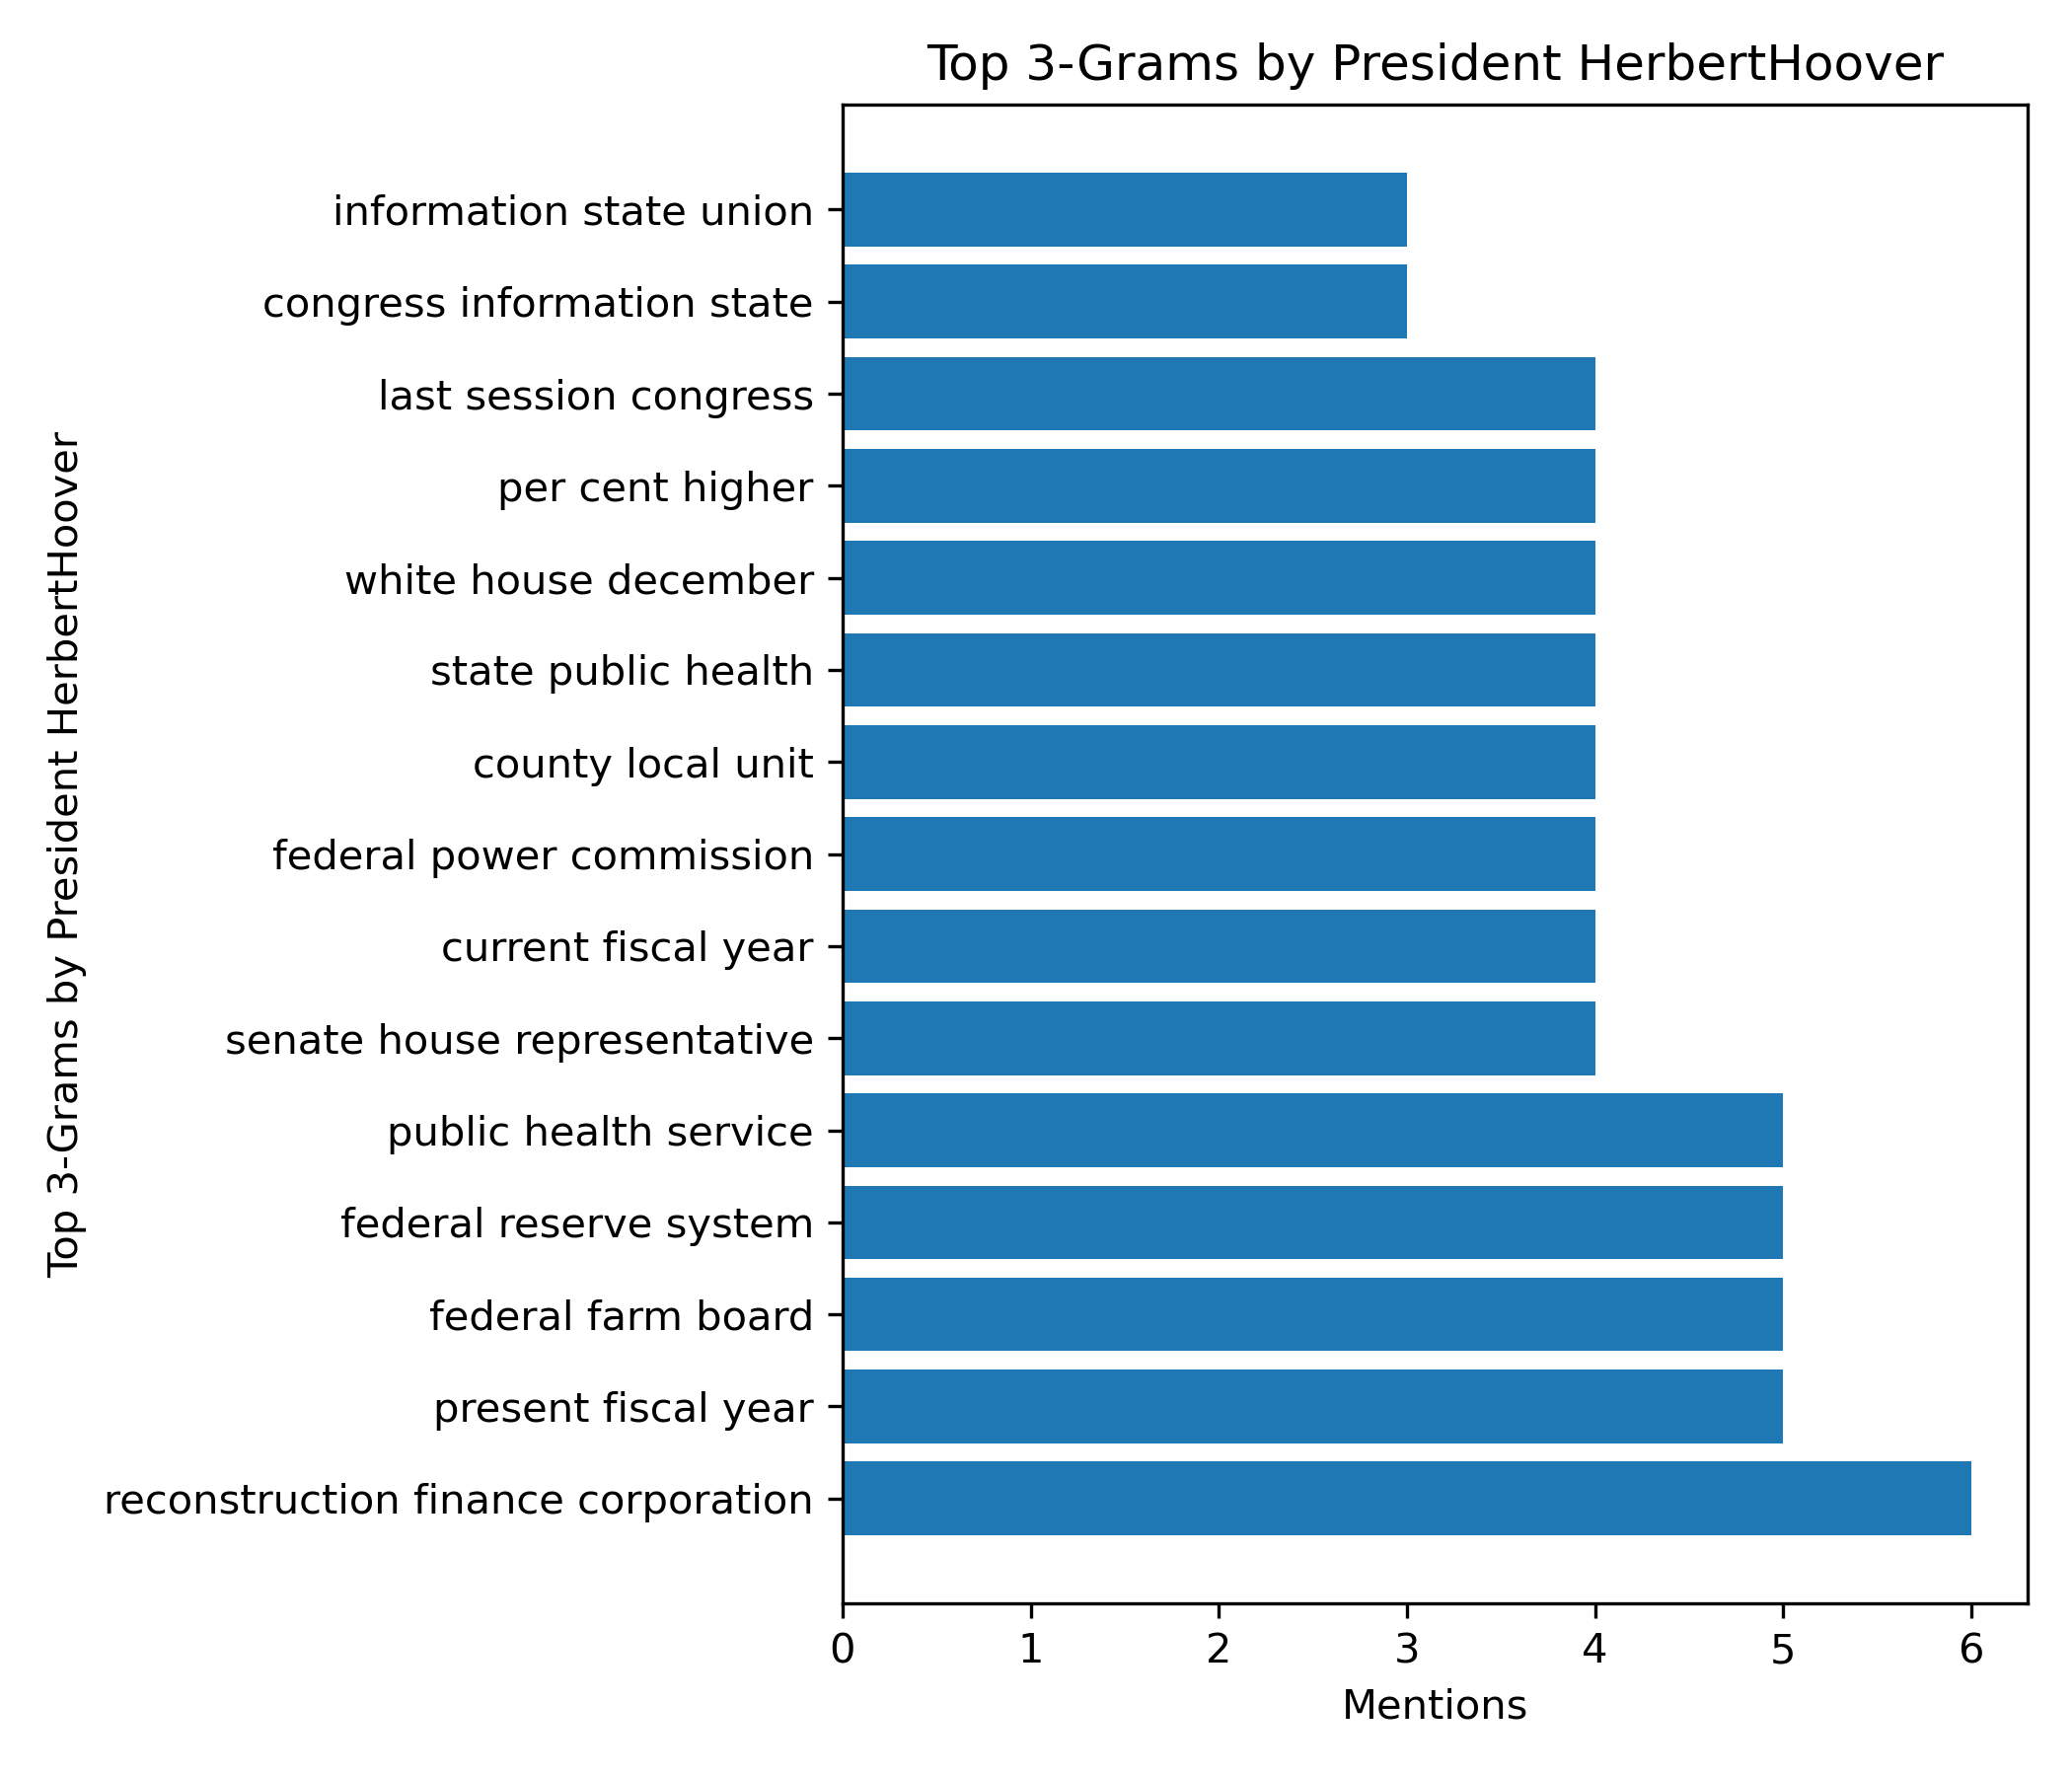 Top 3-Grams by President HerbertHoover
Top 3-Grams by President HerbertHoover
information state union
congress information state
last session congress
per cent higher
white house december
state public health
county local unit
federal power commission
current fiscal year
senate house representative
public health service
federal reserve system
federal farm board
present fiscal year
reconstruction finance corporation
0 1 2 3 4 5 6
Mentions